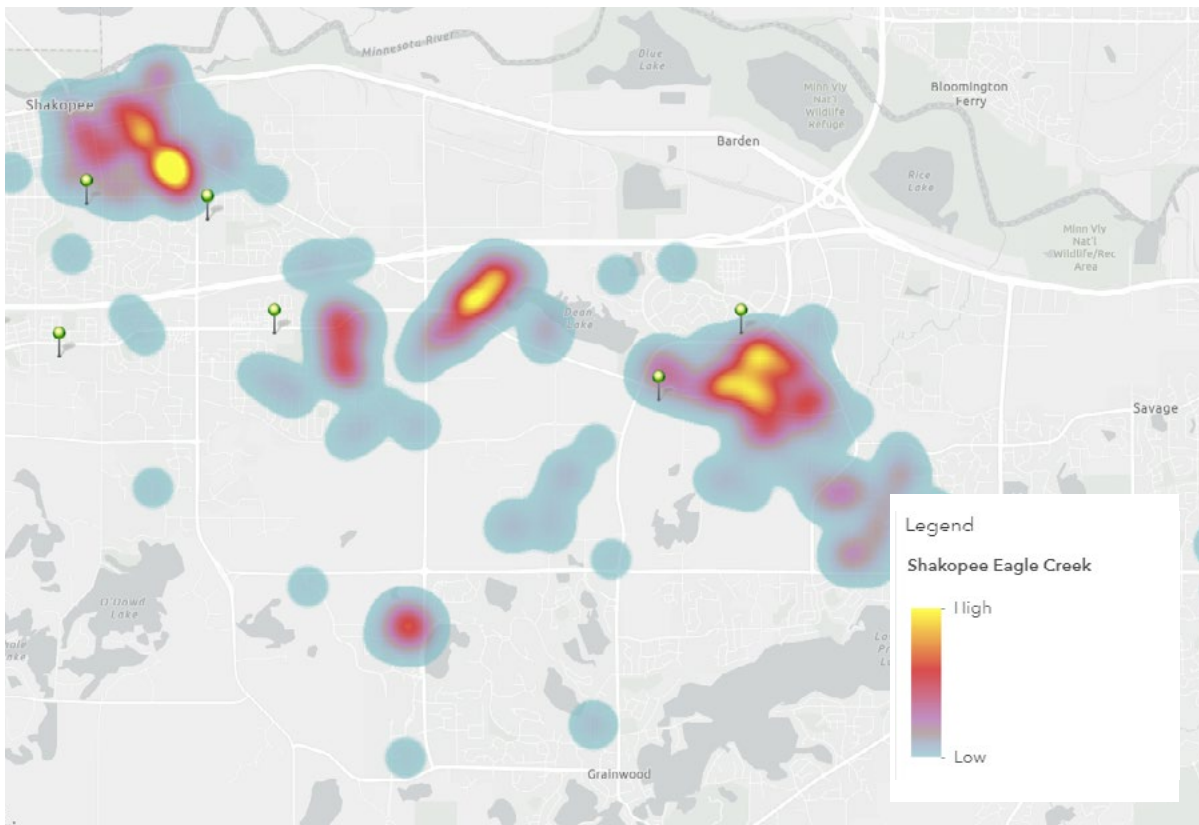 Minnesota River
Blue
Lake
Shakopee
Minn Vly
Nat'l
Wildlife
Refuge
Bloomington
Ferry
Barden
Rice
Lake
Minn Vly
Nat'l
Wildlife/Rec
Area
Dean
Lake
Savage
Legend
Shakopee Eagle Creek
High
Low
O'Dowd
Lake
Lake
Grainwood